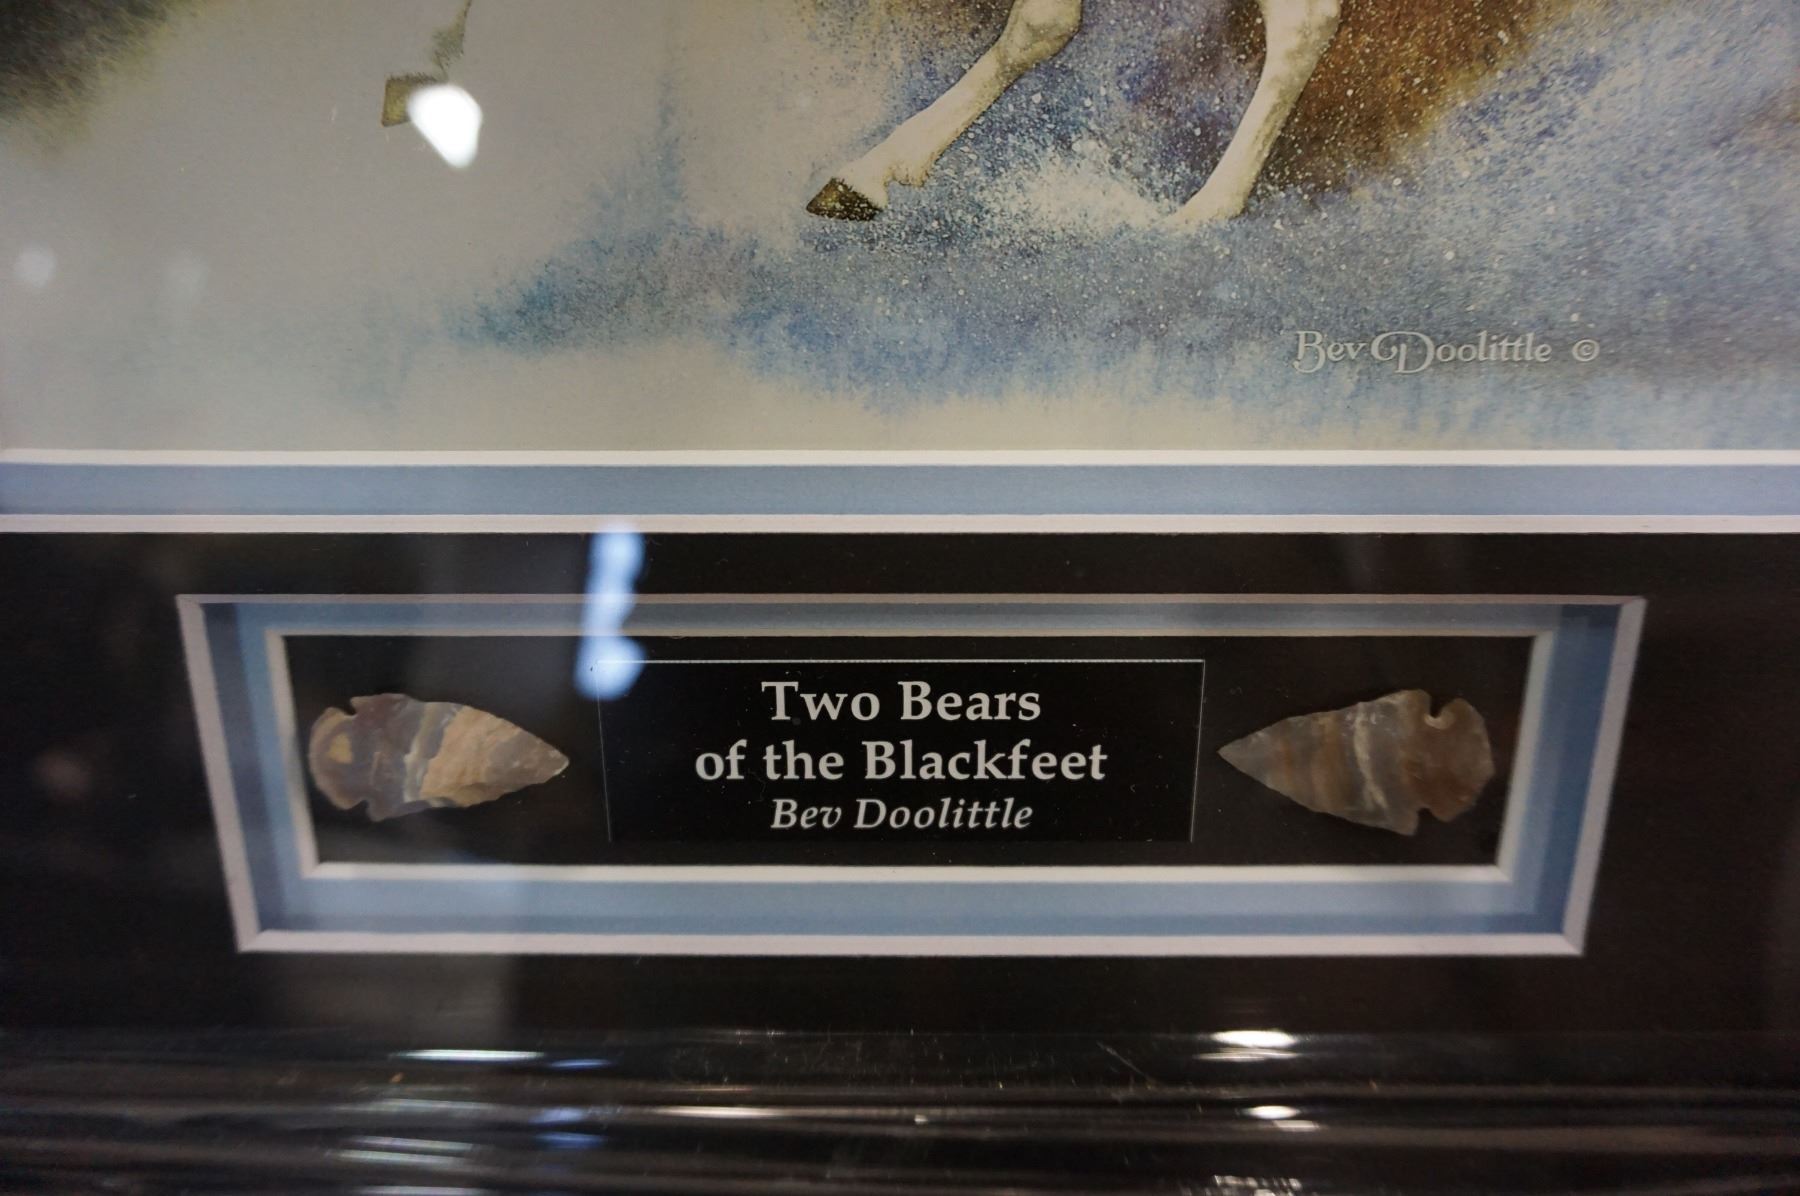 Bev Doolittle ©
Two Bears
of the Blackfeet
Bev Doolittle